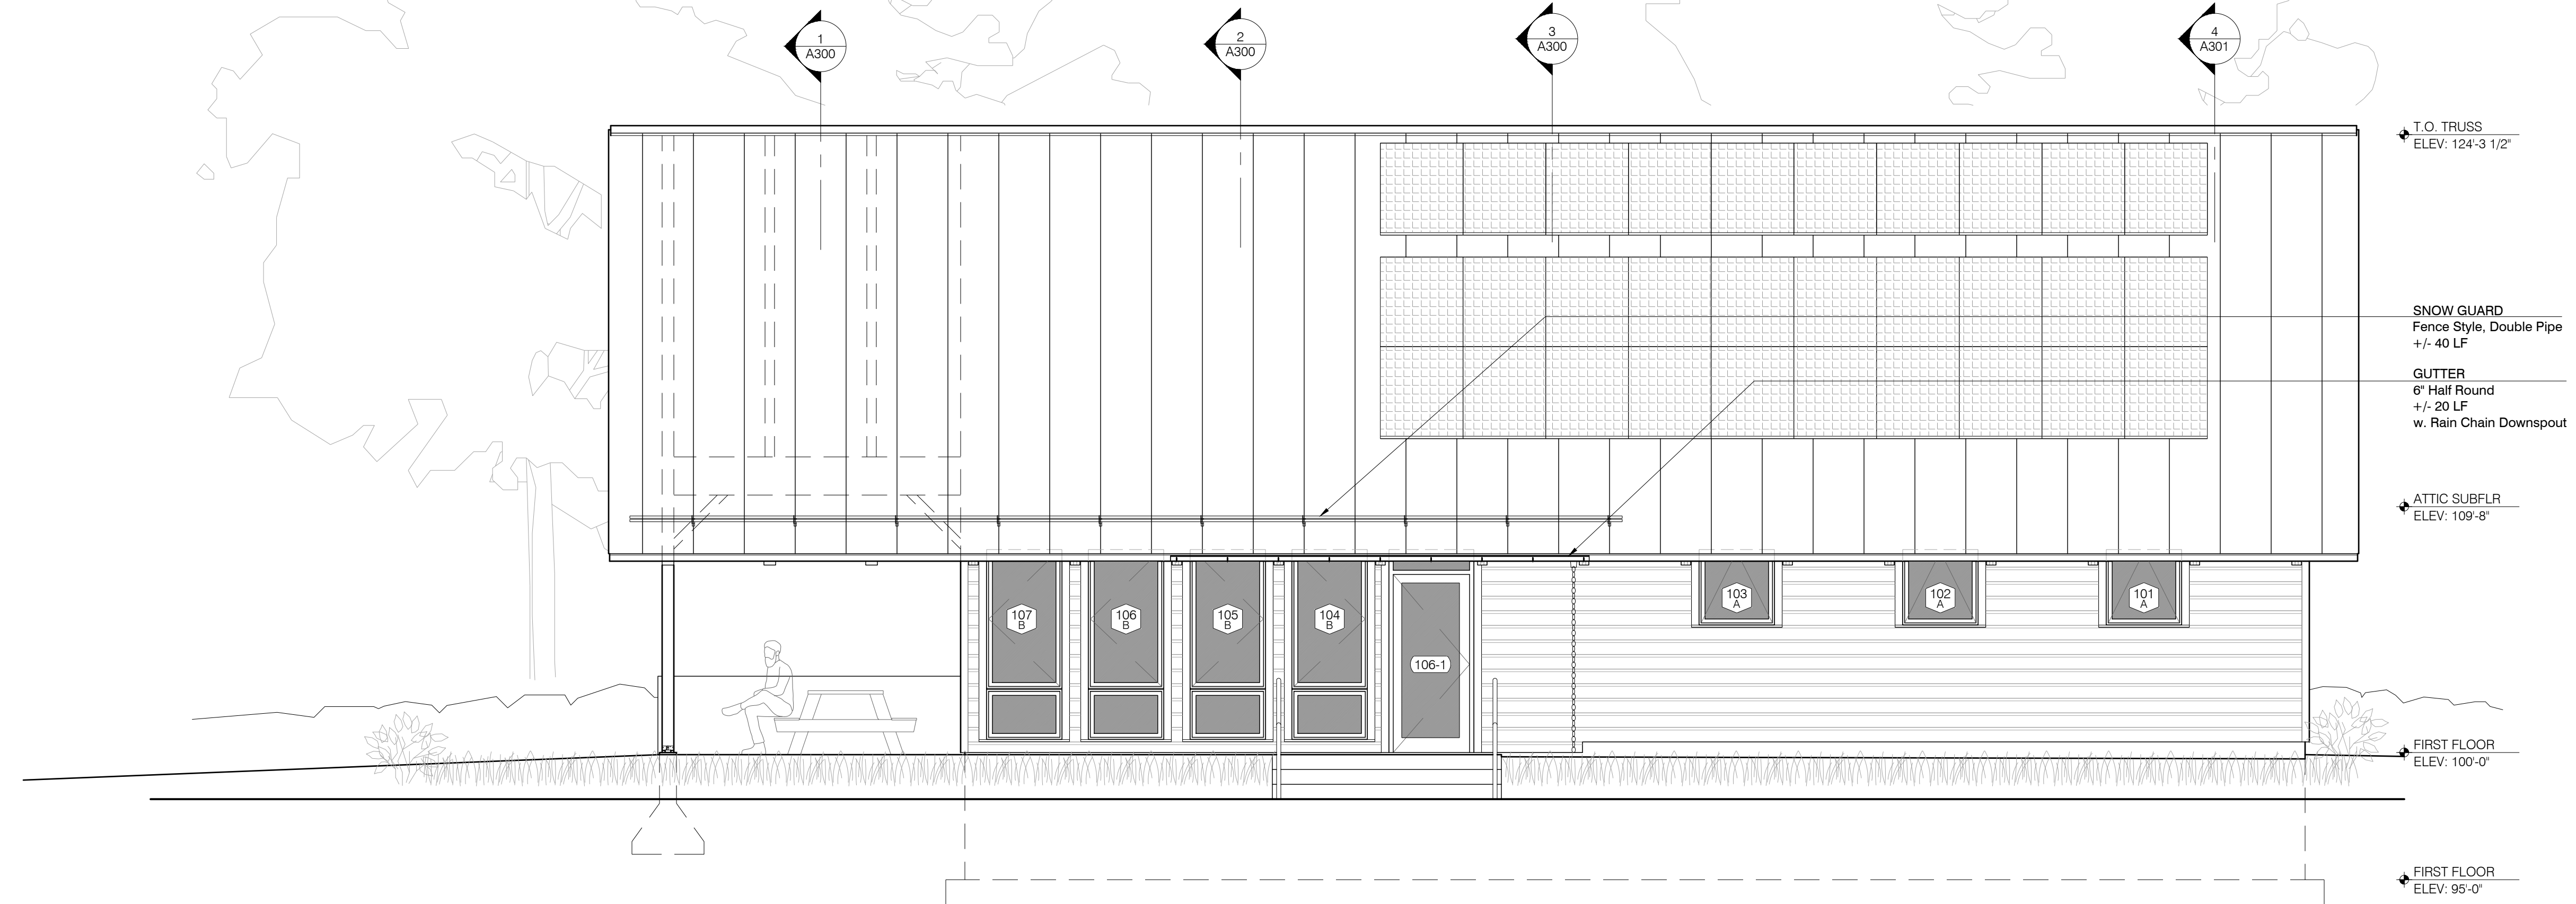 1
A300
2
A300
3
A300
4
A301
T.O. TRUSS
ELEV: 124'-3 1/2"
SNOW GUARD
Fence Style, Double Pipe
+/- 40 LF
GUTTER
6" Half Round
+/- 20 LF
w. Rain Chain Downspout
ATTIC SUBFLR
ELEV: 109'-8"
107
B
106
B
105
B
104
B
106-1
103
A
102
A
101
A
FIRST FLOOR
ELEV: 100'-0"
FIRST FLOOR
ELEV: 95'-0"